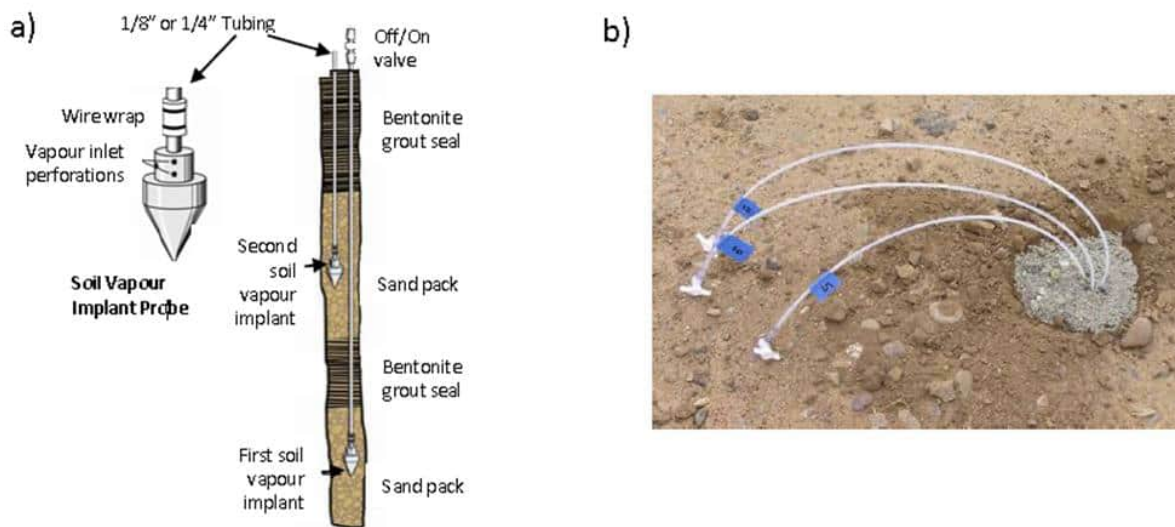 a)
1/8" or 1/4" Tubing
Off/On
valve
Wire wrap
Vapour inlet
perforations
Bentonite
grout seal
Second
soil
vapour
implant
Sand pack
Soil Vapour
Implant Probe
Bentonite
grout seal
First soil
vapour
implant
Sand pack
b)